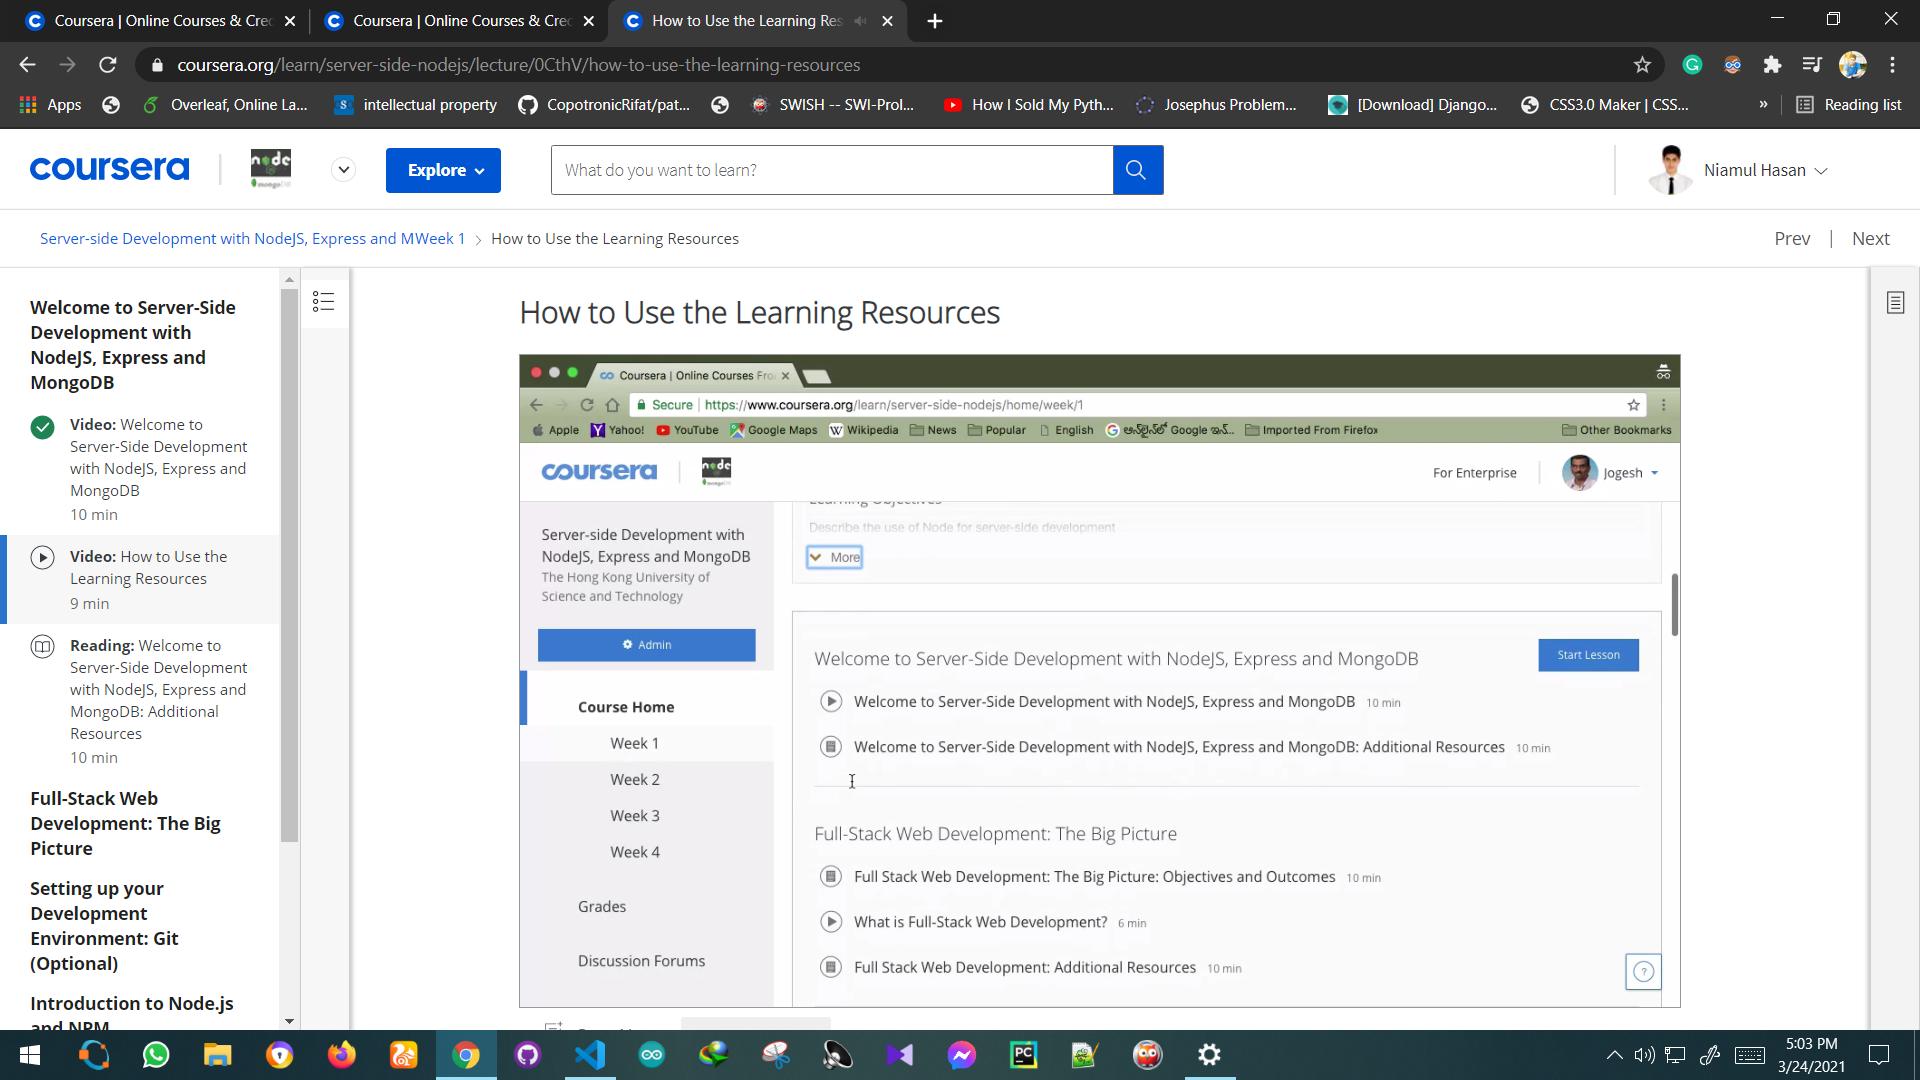 Coursera | Online Courses & Cre
Coursera | Online Courses & Cre
How to Use the Learning Res
coursera.org/learn/server-side-nodejs/lecture/0CthV/how-to-use-the-learning-resources
Apps
Overleaf, Online La...
intellectual property
CopotronicRifat/pat...
SWISH -- SWI-Prol...
How I Sold My Pyth...
Josephus Problem...
[Download] Django...
CSS3.0 Maker | CSS...
»
Reading list
coursera
Explore
What do you want to learn?
Niamul Hasan
Server-side Development with NodeJS, Express and MWeek 1 > How to Use the Learning Resources
Prev | Next
Welcome to Server-Side
Development with
NodeJS, Express and
MongoDB
Video: Welcome to
Server-Side Development
with NodeJS, Express and
MongoDB
10 min
Video: How to Use the
Learning Resources
9 min
Reading: Welcome to
Server-Side Development
with NodeJS, Express and
MongoDB: Additional
Resources
10 min
Full-Stack Web
Development: The Big
Picture
Setting up your
Development
Environment: Git
(Optional)
Introduction to Node.js
and NPM
How to Use the Learning Resources
Coursera | Online Courses Fro
Secure | https://www.coursera.org/learn/server-side-nodejs/home/week/1
Apple
Yahoo!
YouTube
Google Maps
Wikipedia
News
Popular
English
Imported From Firefox
Other Bookmarks
coursera
For Enterprise
Jogesh
Server-side Development with
NodeJS, Express and MongoDB
The Hong Kong University of
Science and Technology
Admin
Course Home
Week 1
Week 2
Week 3
Week 4
Grades
Discussion Forums
Learning Objectives
Describe the use of Node for server-side development
More
Welcome to Server-Side Development with NodeJS, Express and MongoDB
Start Lesson
Welcome to Server-Side Development with NodeJS, Express and MongoDB 10 min
Welcome to Server-Side Development with NodeJS, Express and MongoDB: Additional Resources 10 min
Full-Stack Web Development: The Big Picture
Full Stack Web Development: The Big Picture: Objectives and Outcomes 10 min
What is Full-Stack Web Development? 6 min
Full Stack Web Development: Additional Resources 10 min
?
5:03 PM
3/24/2021